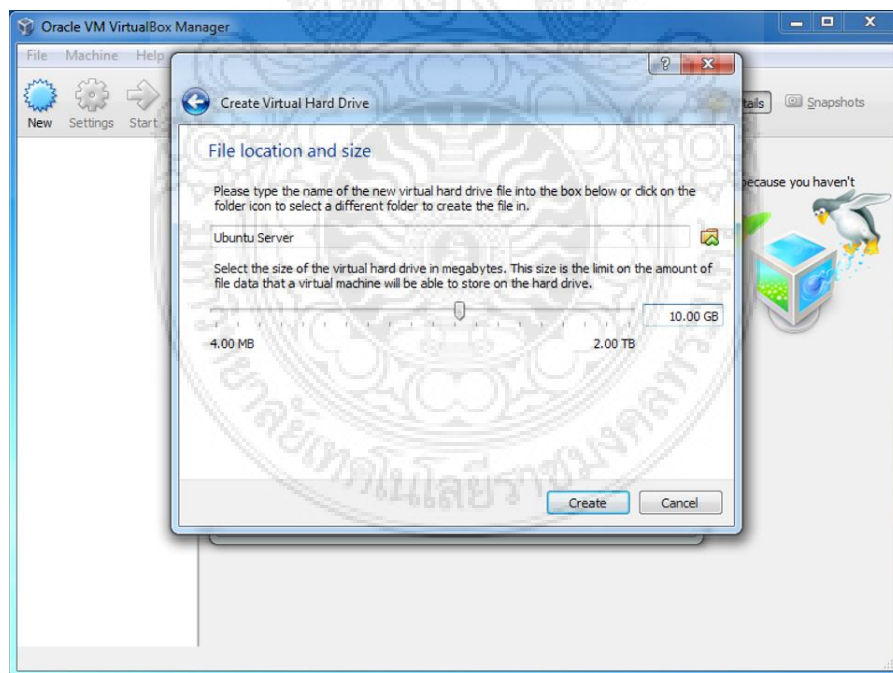 Oracle VM VirtualBox Manager
File Machine Help
New Settings Start
tails Snapshots
Create Virtual Hard Drive
File location and size
Please type the name of the new virtual hard drive file into the box below or click on the
folder icon to select a different folder to create the file in.
Ubuntu Server
Select the size of the virtual hard drive in megabytes. This size is the limit on the amount of
file data that a virtual machine will be able to store on the hard drive.
10.00 GB
4.00 MB 2.00 TB
Create Cancel
because you haven't